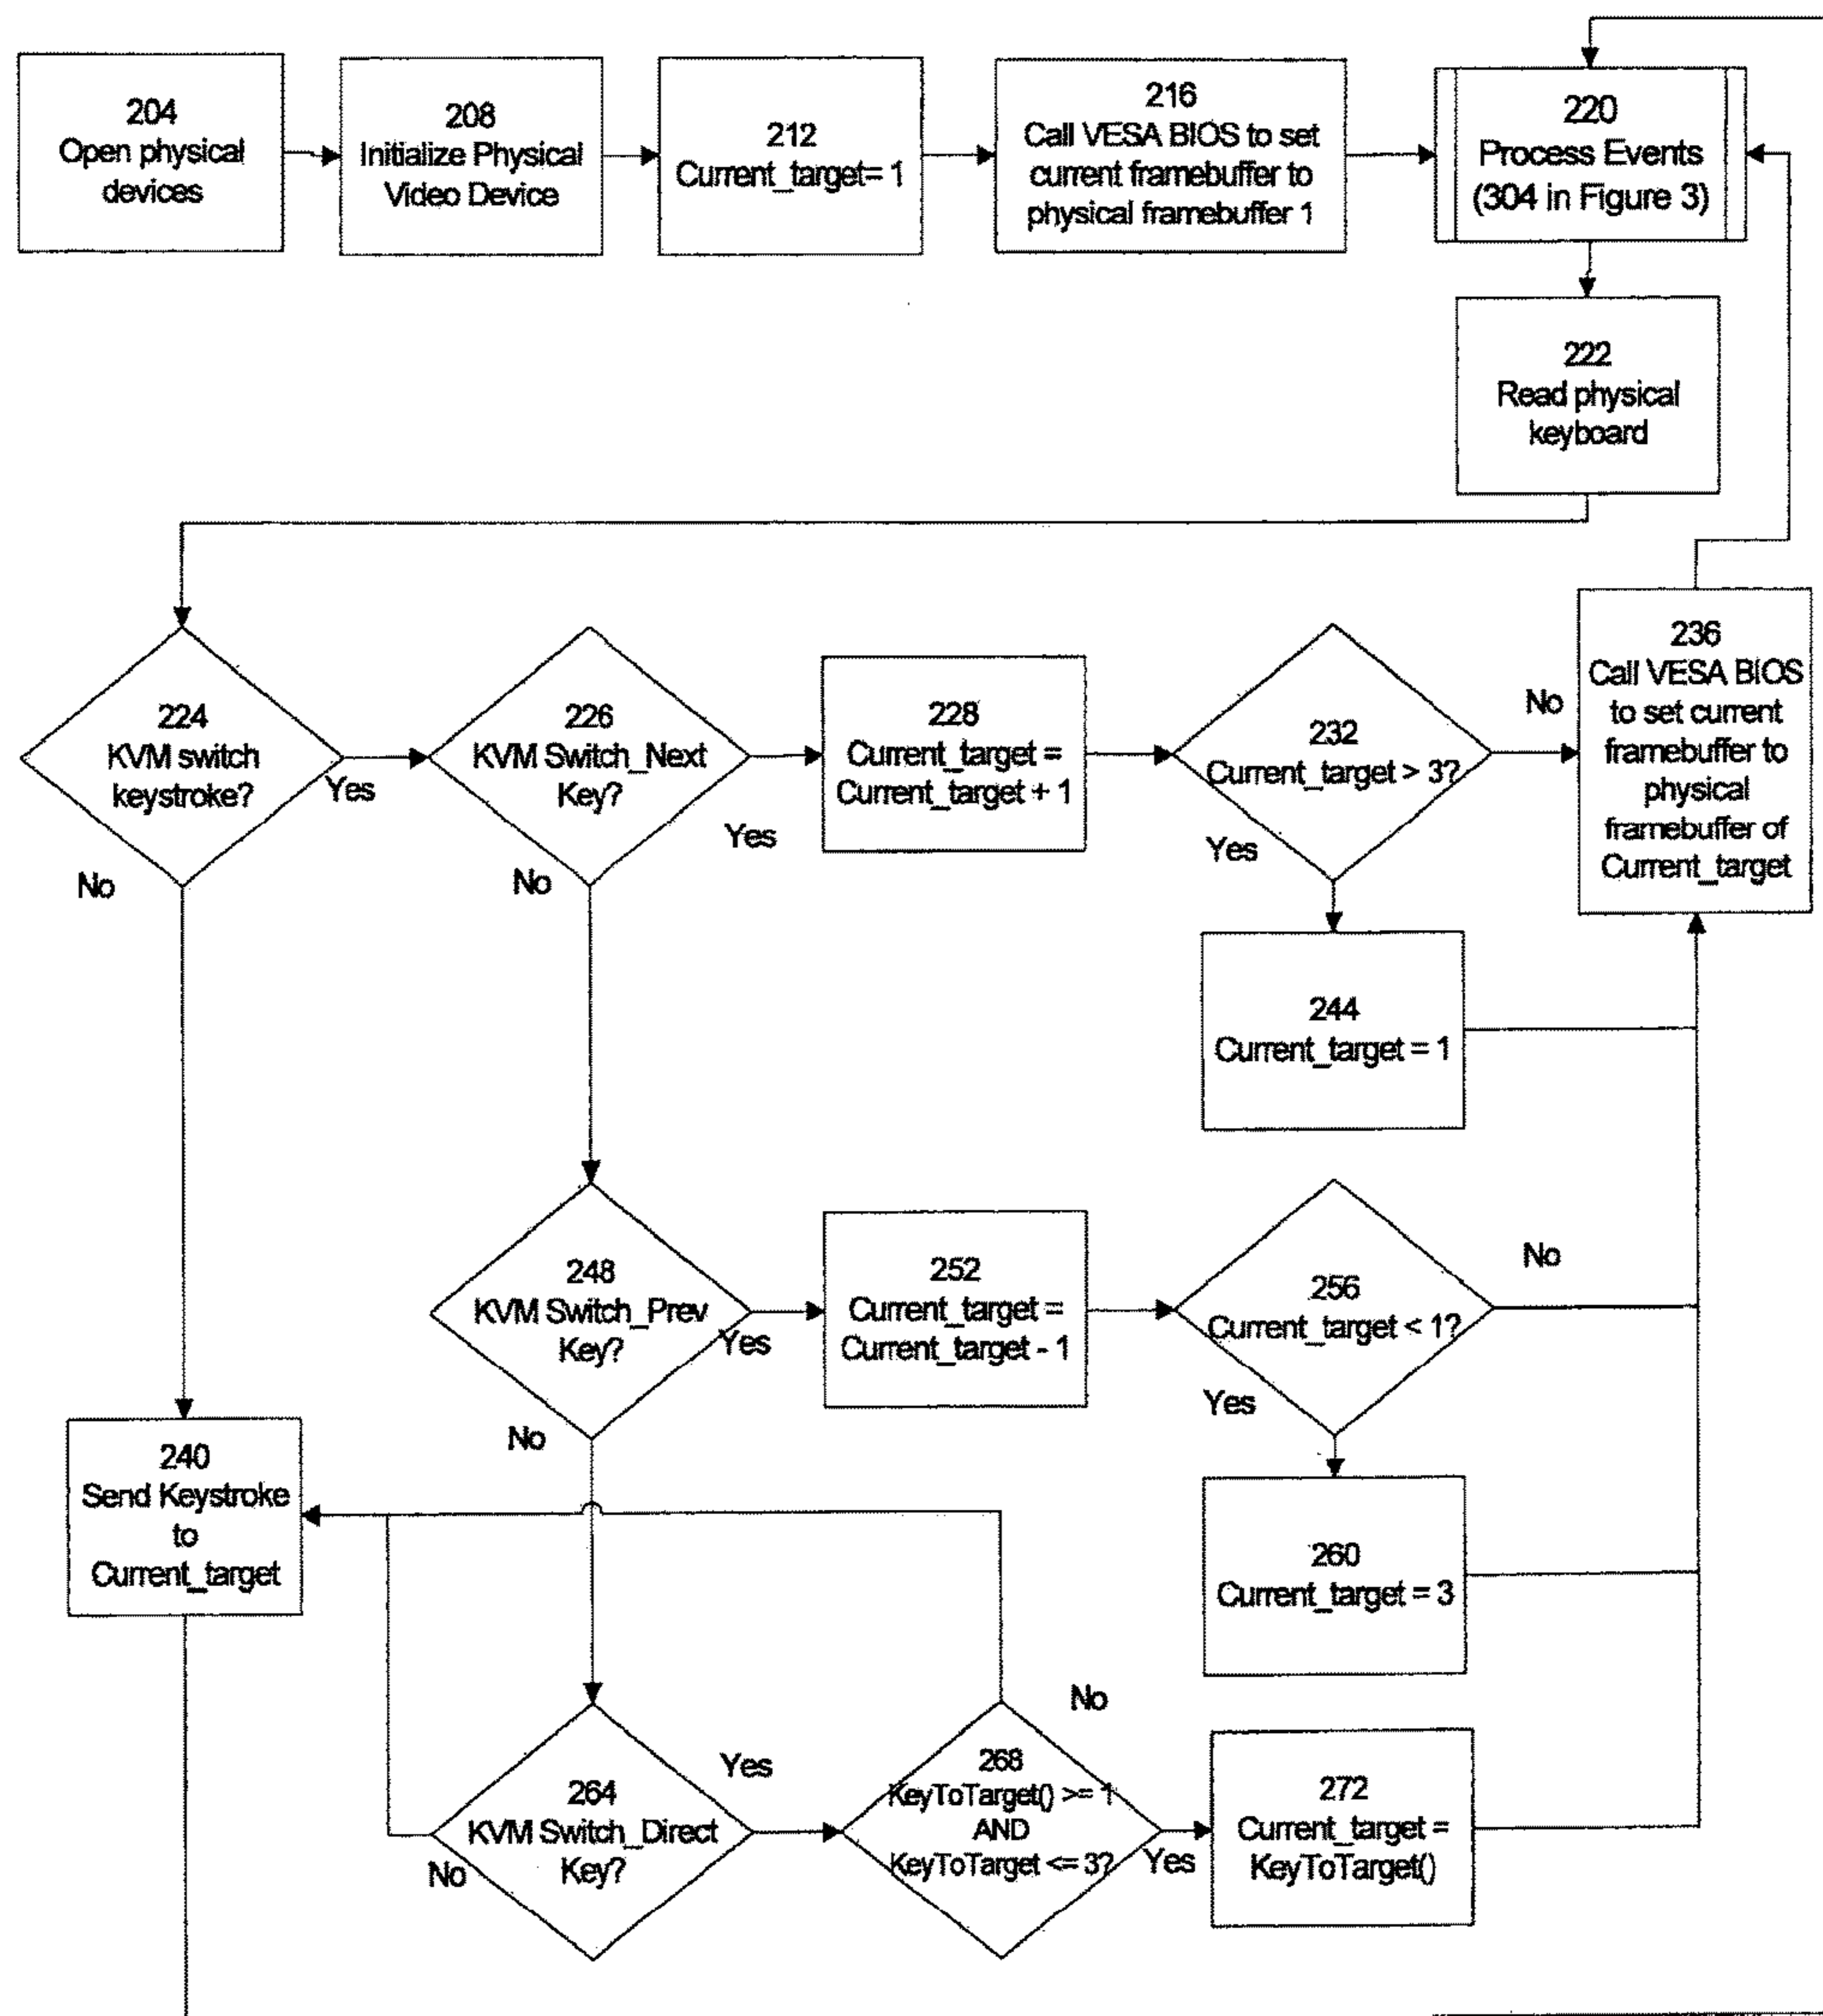 204
Open physical
devices
208
Initialize Physical
Video Device
212
Current_target= 1
216
Call VESA BIOS to set
current framebuffer to
physical framebuffer 1
220
Process Events
(304 in Figure 3)
222
Read physical
keyboard
224
KVM switch
keystroke?
Yes
No
226
KVM Switch_Next
Key?
Yes
No
228
Current_target =
Current_target + 1
232
Current_target > 3?
No
Yes
236
Call VESA BIOS
to set current
framebuffer to
physical
framebuffer of
Current_target
244
Current_target = 1
248
KVM Switch_Prev
Key?
Yes
No
252
Current_target =
Current_target - 1
256
Current_target < 1?
No
Yes
240
Send Keystroke
to
Current_target
260
Current_target = 3
264
KVM Switch_Direct
Key?
Yes
No
268
KeyToTarget() >= 1
AND
KeyToTarget <= 3?
No
Yes
272
Current_target =
KeyToTarget()